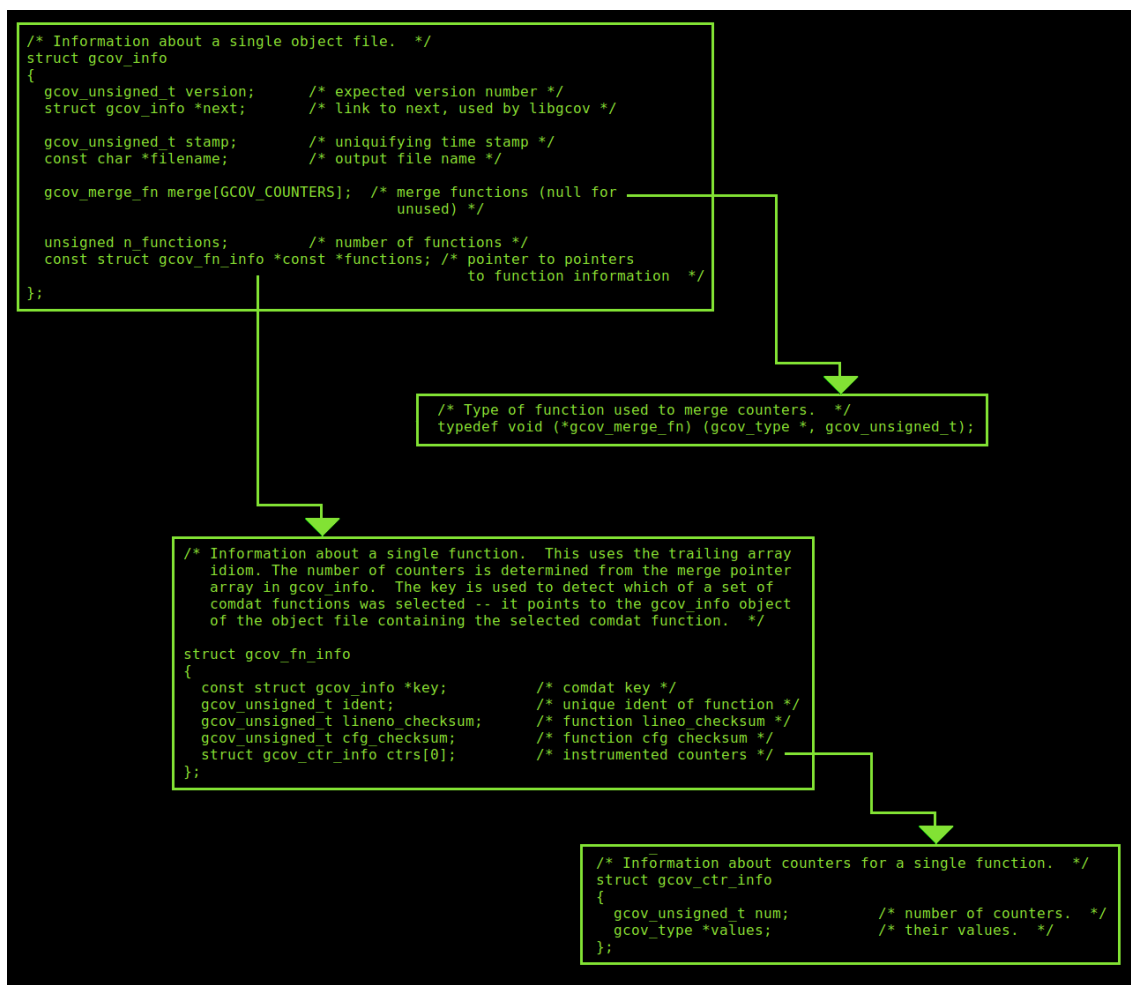 /* Information about a single object file.  */
struct gcov_info
{
  gcov_unsigned_t version;      /* expected version number */
  struct gcov_info *next;       /* link to next, used by libgcov */

  gcov_unsigned_t stamp;        /* uniquifying time stamp */
  const char *filename;         /* output file name */

  gcov_merge_fn merge[GCOV_COUNTERS];  /* merge functions (null for
                                          unused) */

  unsigned n_functions;         /* number of functions */
  const struct gcov_fn_info *const *functions; /* pointer to pointers
                                                  to function information  */
};

/* Type of function used to merge counters.  */
typedef void (*gcov_merge_fn) (gcov_type *, gcov_unsigned_t);

/* Information about a single function.  This uses the trailing array
   idiom. The number of counters is determined from the merge pointer
   array in gcov_info.  The key is used to detect which of a set of
   comdat functions was selected -- it points to the gcov_info object
   of the object file containing the selected comdat function.  */

struct gcov_fn_info
{
  const struct gcov_info *key;          /* comdat key */
  gcov_unsigned_t ident;                /* unique ident of function */
  gcov_unsigned_t lineno_checksum;      /* function lineo_checksum */
  gcov_unsigned_t cfg_checksum;         /* function cfg checksum */
  struct gcov_ctr_info ctrs[0];         /* instrumented counters */
};

/* Information about counters for a single function.  */
struct gcov_ctr_info
{
  gcov_unsigned_t num;          /* number of counters.  */
  gcov_type *values;            /* their values.  */
};